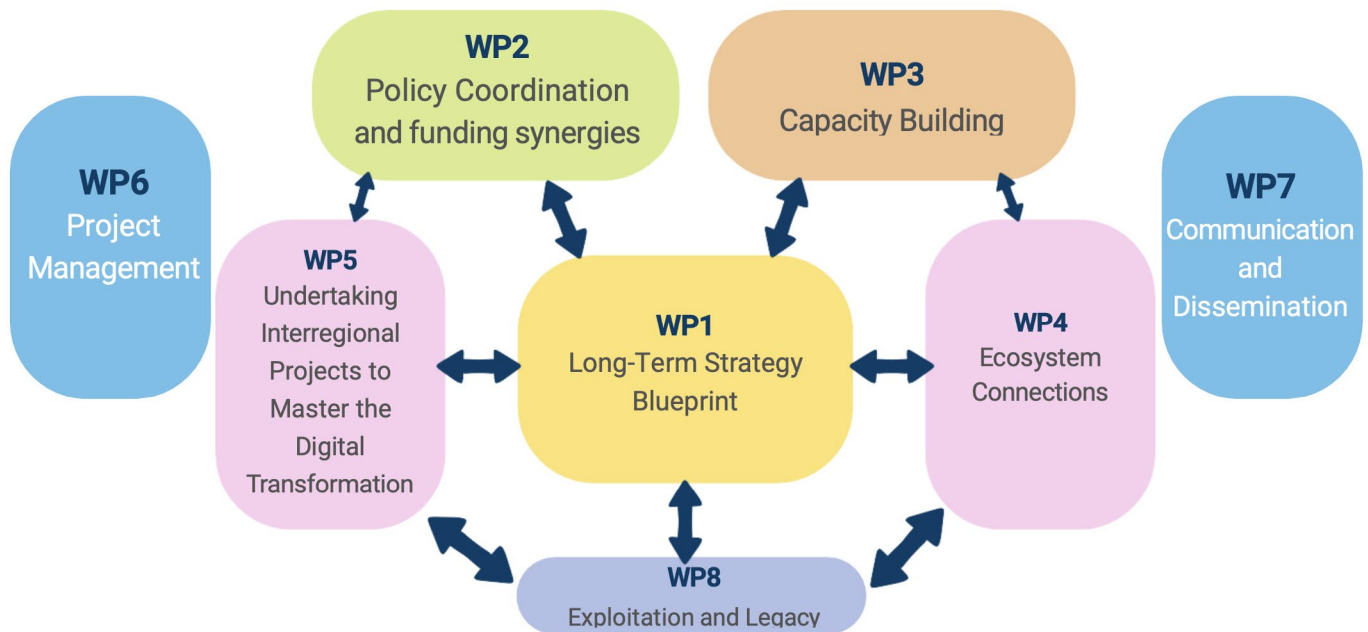 WP2
Policy Coordination
and funding synergies
WP3
Capacity Building
WP6
Project
Management
WP7
Communication
and
Dissemination
WP5
Undertaking
Interregional
Projects to
Master the
Digital
Transformation
WP1
Long-Term Strategy
Blueprint
WP4
Ecosystem
Connections
WP8
Exploitation and Legacy